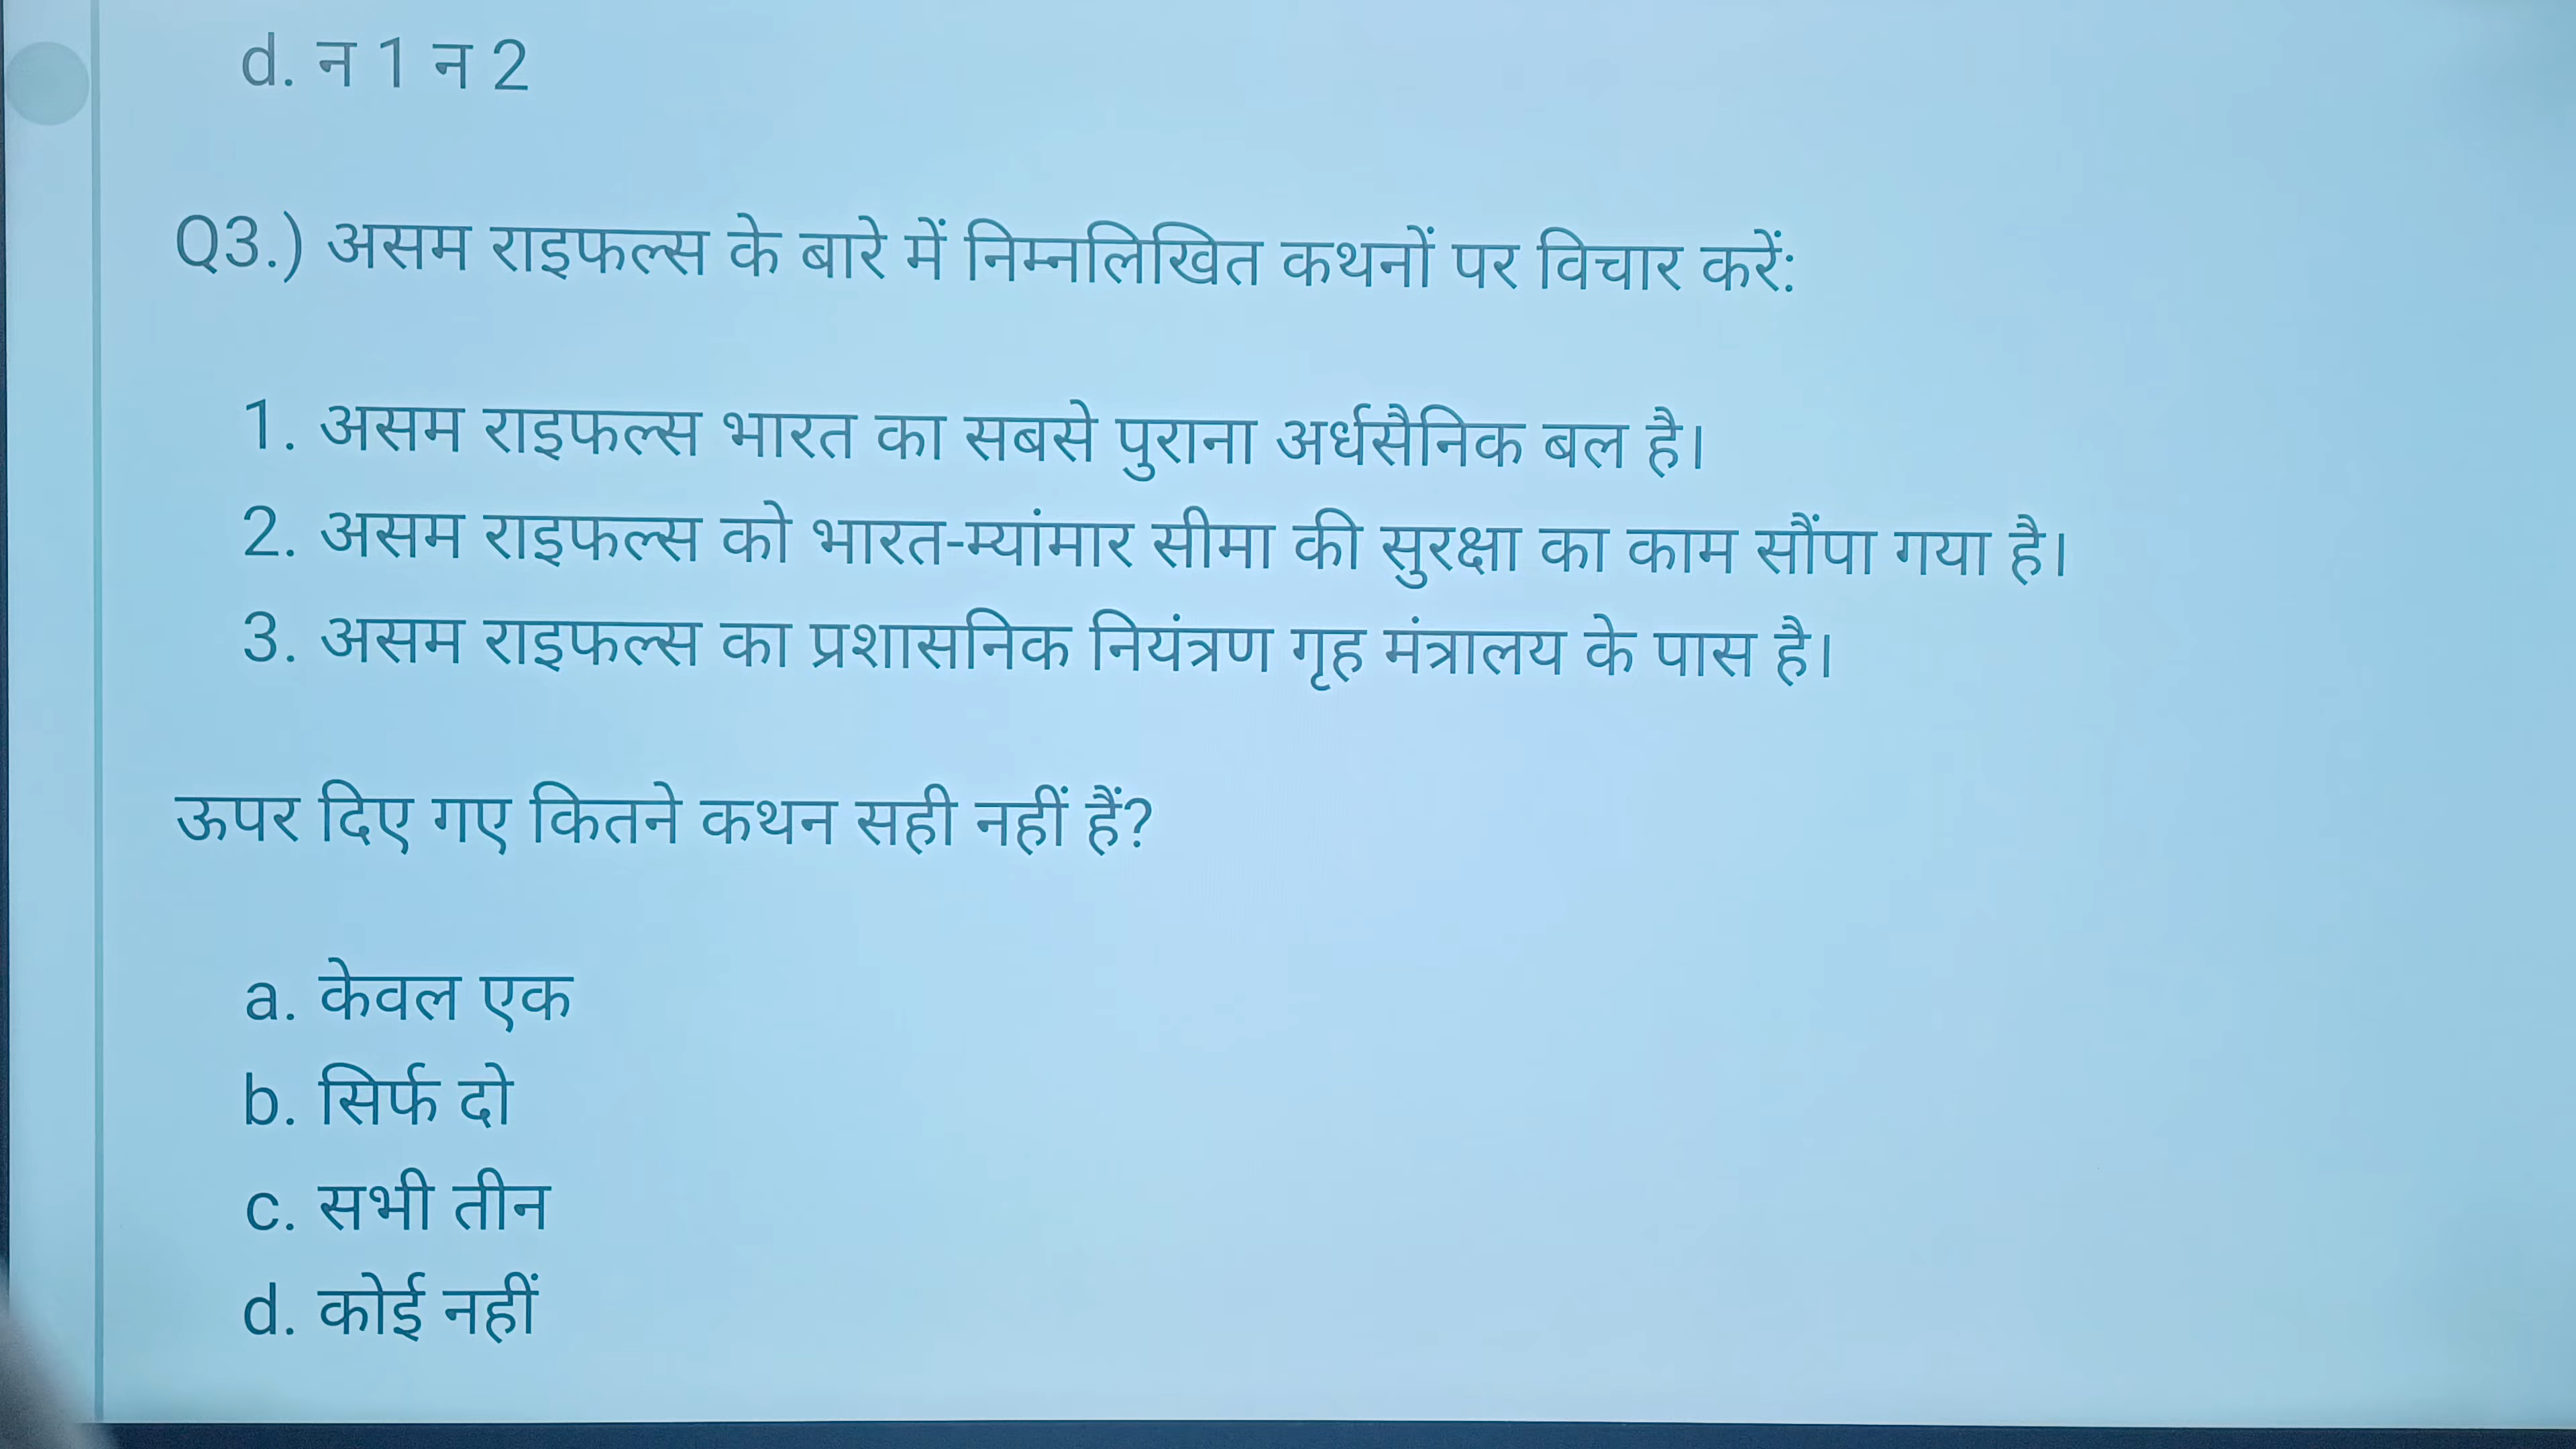 d. न 1 न 2
Q3.) असम राइफल्स के बारे में निम्नलिखित कथनों पर विचार करें:
1. असम राइफल्स भारत का सबसे पुराना अर्धसैनिक बल है।
2. असम राइफल्स को भारत-म्यांमार सीमा की सुरक्षा का काम सौंपा गया है।
3. असम राइफल्स का प्रशासनिक नियंत्रण गृह मंत्रालय के पास है।
ऊपर दिए गए कितने कथन सही नहीं हैं?
a. केवल एक
b. सिर्फ दो
c. सभी तीन
d. कोई नहीं